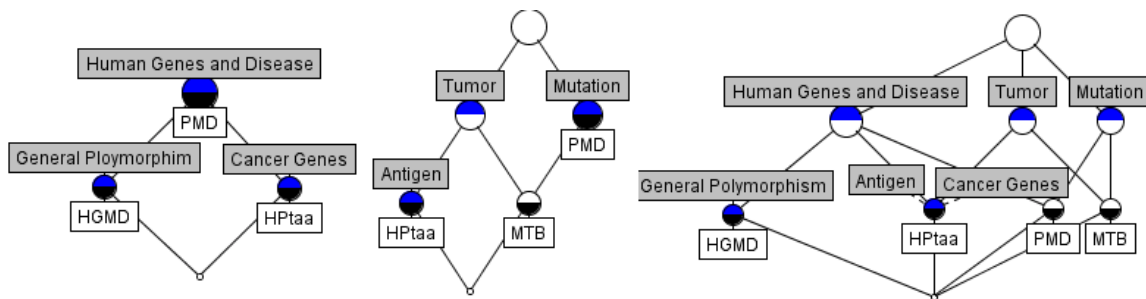 Human Genes and Disease
PMD
General Ploymorphim
Cancer Genes
HGMD
HPtaa
Tumor
Mutation
PMD
Antigen
HPtaa
MTB
Human Genes and Disease
Tumor
Mutation
General Polymorphism
Antigen
Cancer Genes
HGMD
HPtaa
PMD
MTB